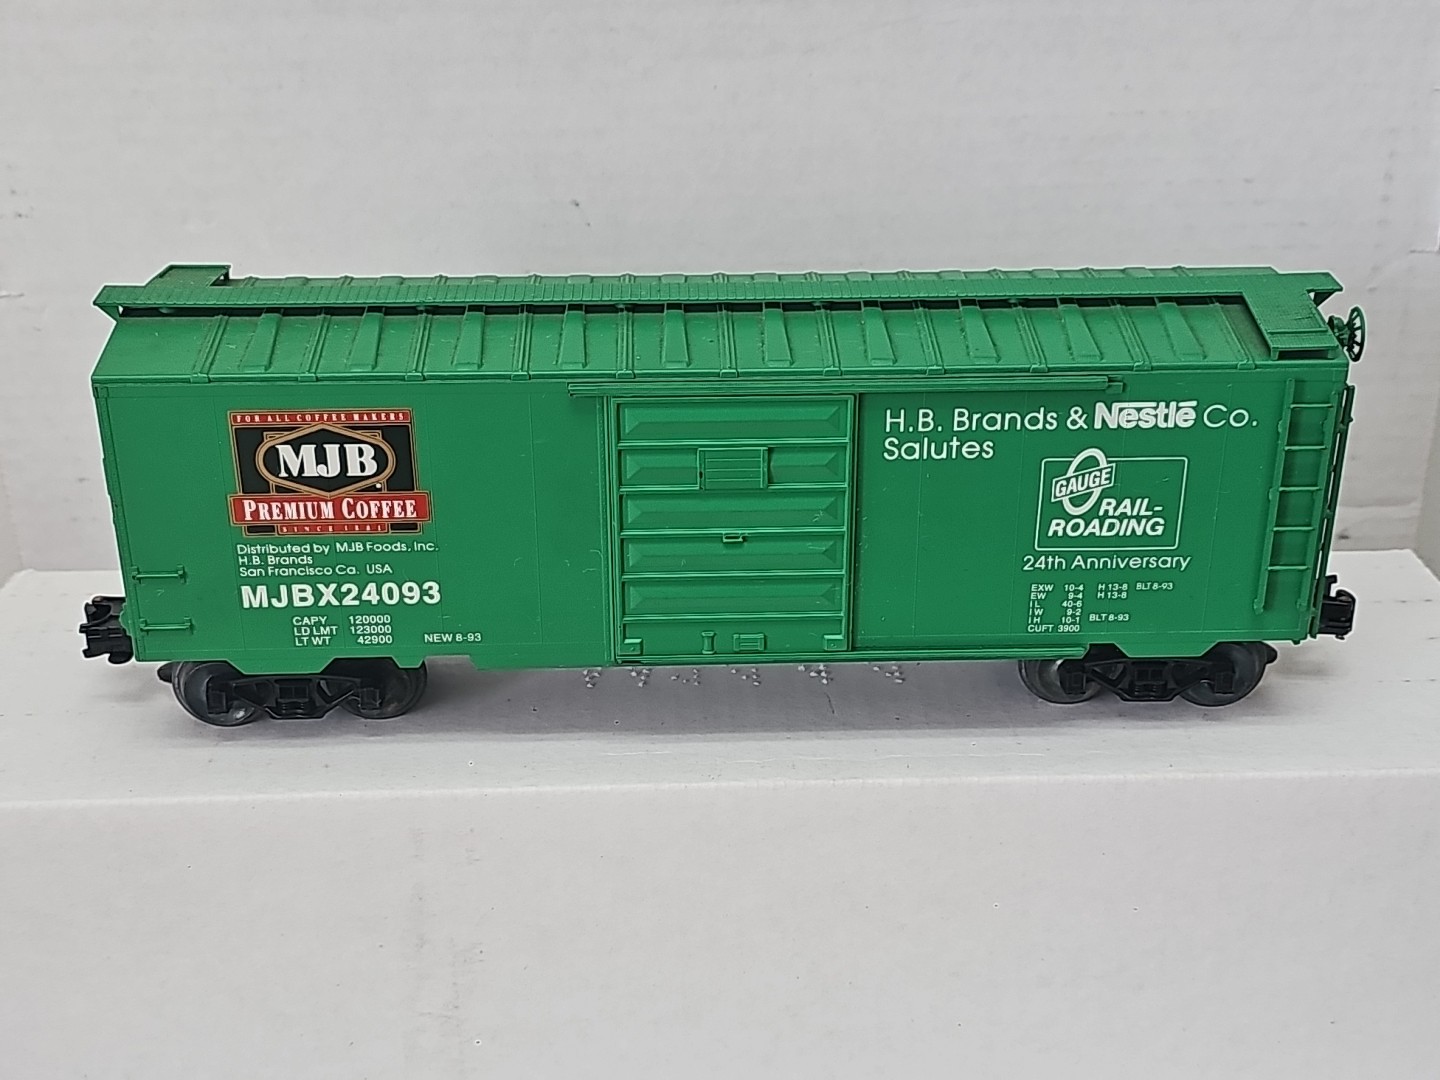 FOR ALL COFFEE MAKERS
MJB
PREMIUM COFFEE
SINCE 1881
Distributed by MJB Foods, Inc.
H.B. Brands
San Francisco Ca. USA
MJBX24093
CAPY 120000
LD LMT 123000
LT WT 42900 NEW 8-93
H.B. Brands & Nestlé Co.
Salutes
O GAUGE
RAIL-
ROADING
24th Anniversary
EXW 10-4 H 13-8 BLT 8-93
EW 9-4 H 13-8
IL 40-6
IW 9-2
IH 10-1 BLT 8-93
CUFT 3900